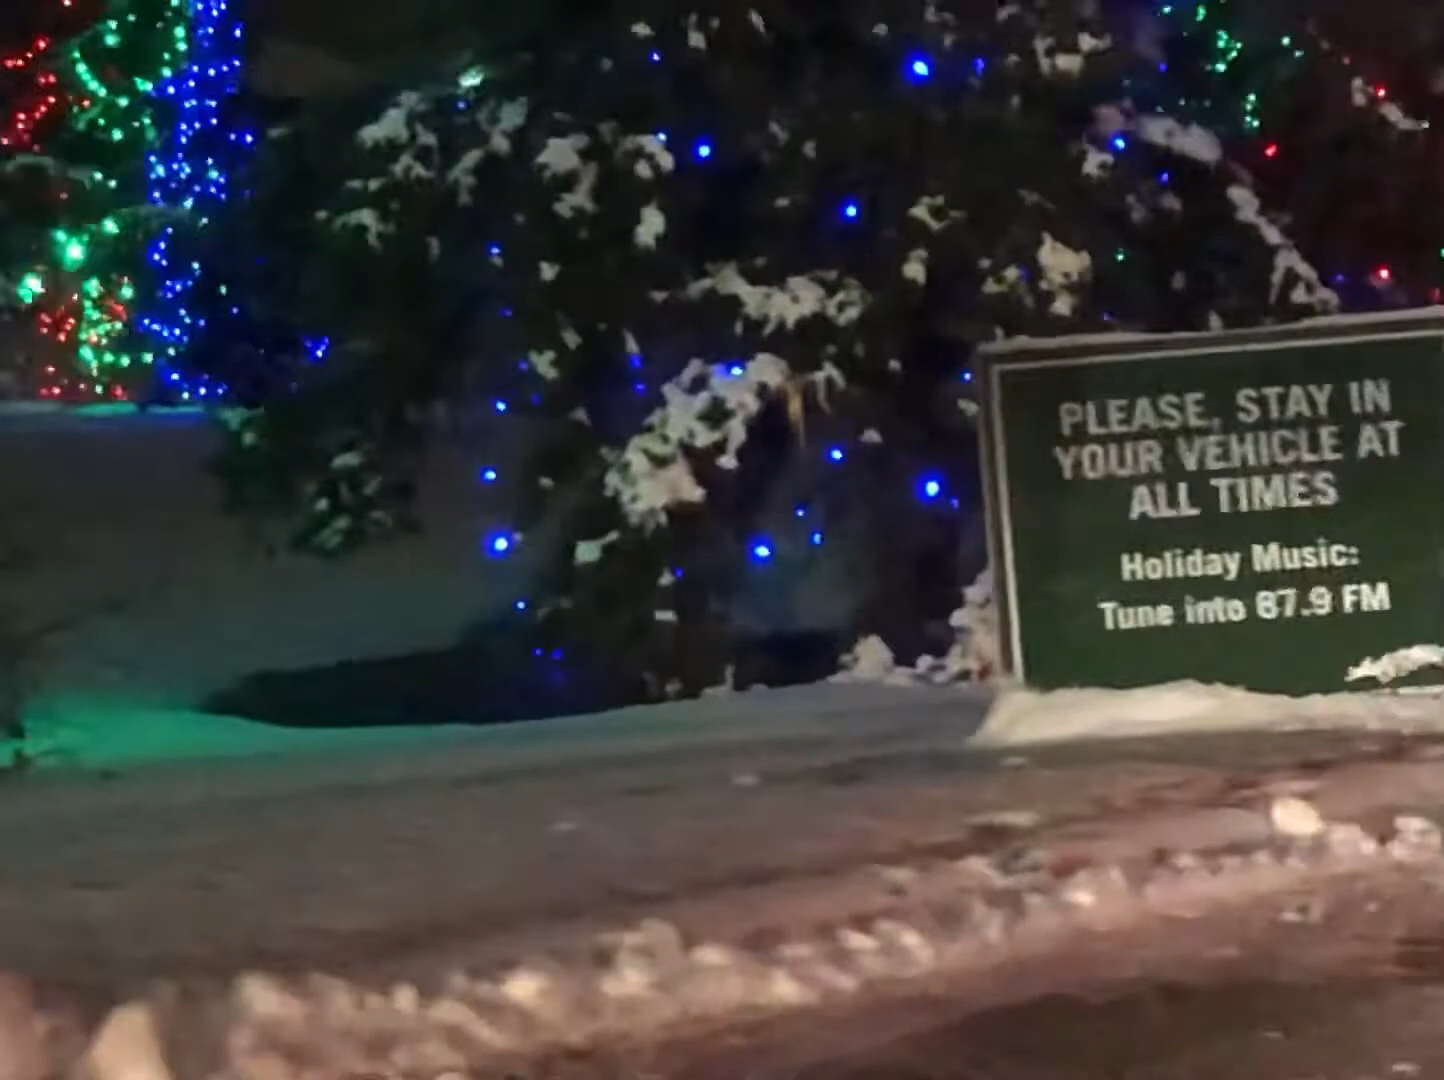 PLEASE, STAY IN
YOUR VEHICLE AT
ALL TIMES
Holiday Music:
Tune into 87.9 FM